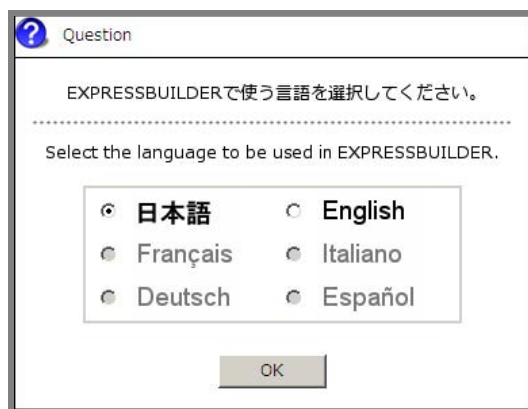 Question
EXPRESSBUILDERで使う言語を選択してください。
Select the language to be used in EXPRESSBUILDER.
日本語 English
Français Italiano
Deutsch Español
OK